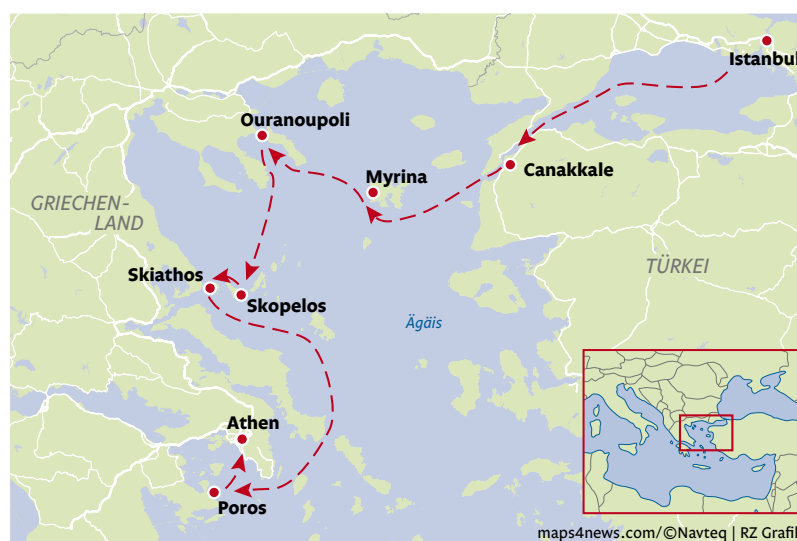 Istanbul
Ouranoupoli
Canakkale
Myrina
GRIECHEN-
LAND
TÜRKEI
Skiathos
Skopelos
Ägäis
Athen
Poros
maps4news.com/©Navteq | RZ Grafik